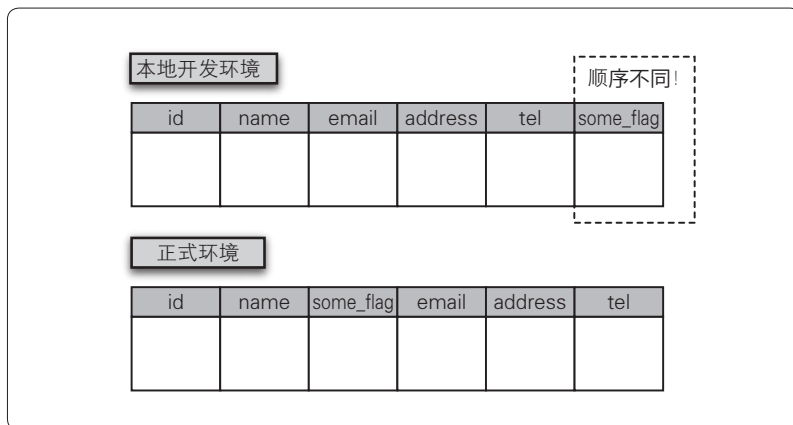 本地开发环境
顺序不同!
id name email address tel some_flag
正式环境
id name some_flag email address tel